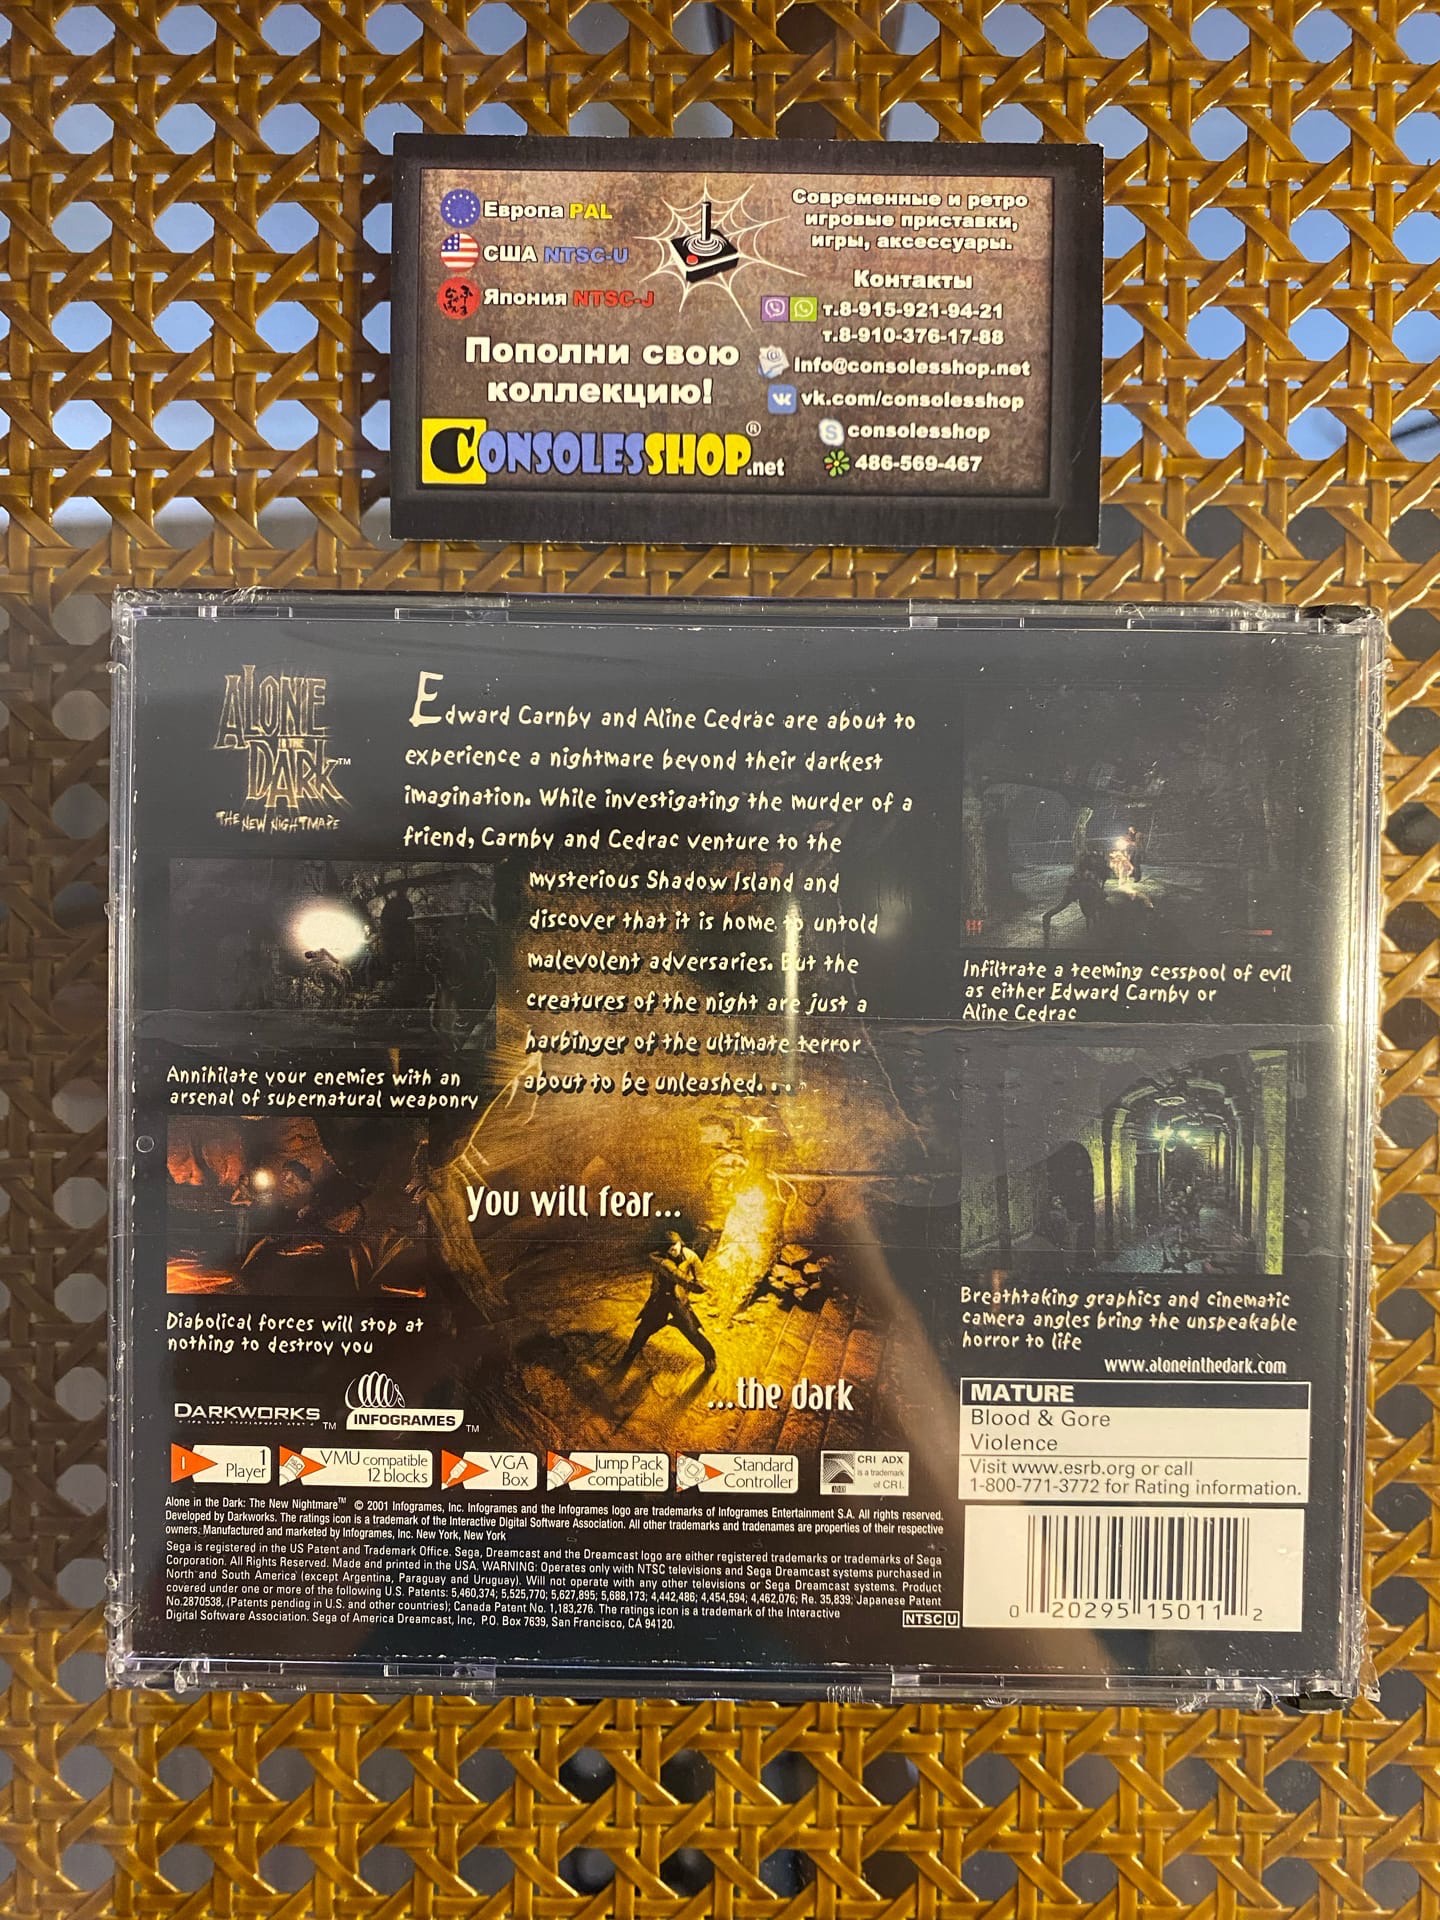 Европа PAL
США NTSC-U
Япония NTSC-J
Пополни свою
коллекцию!
CONSOLESSHOP.net
®
Современные и ретро
игровые приставки,
игры, аксессуары.
Контакты
т.8-915-921-94-21
т.8-910-376-17-88
info@consolesshop.net
vk.com/consolesshop
consolesshop
486-569-467
ALONE
IN THE
DARK™
THE NEW NIGHTMARE
Edward Carnby and Aline Cedrac are about to
experience a nightmare beyond their darkest
imagination. While investigating the murder of a
friend, Carnby and Cedrac venture to the
mysterious Shadow Island and
discover that it is home to untold
malevolent adversaries. But the
creatures of the night are just a
harbinger of the ultimate terror
about to be unleashed. . .
Annihilate your enemies with an
arsenal of supernatural weaponry
Diabolical forces will stop at
nothing to destroy you
Infiltrate a teeming cesspool of evil
as either Edward Carnby or
Aline Cedrac
Breathtaking graphics and cinematic
camera angles bring the unspeakable
horror to life
www.aloneinthedark.com
You will fear...
...the dark
DARKWORKS™
INFOGRAMES™
1
Player
VMU compatible
12 blocks
VGA
Box
Jump Pack
compatible
Standard
Controller
CRI ADX
is a trademark
of CRI.
MATURE
Blood & Gore
Violence
Visit www.esrb.org or call
1-800-771-3772 for Rating information.
Alone in the Dark: The New Nightmare™ © 2001 Infogrames, Inc. Infogrames and the Infogrames logo are trademarks of Infogrames Entertainment S.A. All rights reserved.
Developed by Darkworks. The ratings icon is a trademark of the Interactive Digital Software Association. All other trademarks and tradenames are properties of their respective
owners. Manufactured and marketed by Infogrames, Inc. New York, New York
Sega is registered in the US Patent and Trademark Office. Sega, Dreamcast and the Dreamcast logo are either registered trademarks or trademarks of Sega
Corporation. All Rights Reserved. Made and printed in the USA. WARNING: Operates only with NTSC televisions and Sega Dreamcast systems purchased in
North and South America (except Argentina, Paraguay and Uruguay). Will not operate with any other televisions or Sega Dreamcast systems. Product
covered under one or more of the following U.S. Patents: 5,460,374; 5,525,770; 5,627,895; 5,688,173; 4,442,486; 4,454,594; 4,462,076; Re. 35,839; Japanese Patent
No.2870538, (Patents pending in U.S. and other countries); Canada Patent No. 1,183,276. The ratings icon is a trademark of the Interactive
Digital Software Association. Sega of America Dreamcast, Inc, P.O. Box 7639, San Francisco, CA 94120.
NTSC U
0 20295 15011 2